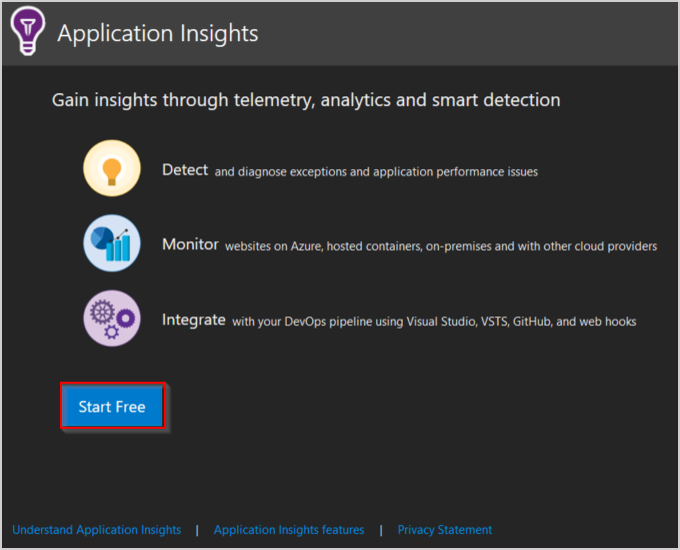 Application Insights
Gain insights through telemetry, analytics and smart detection
Detect and diagnose exceptions and application performance issues
Monitor websites on Azure, hosted containers, on-premises and with other cloud providers
Integrate with your DevOps pipeline using Visual Studio, VSTS, GitHub, and web hooks
Start Free
Understand Application Insights | Application Insights features | Privacy Statement